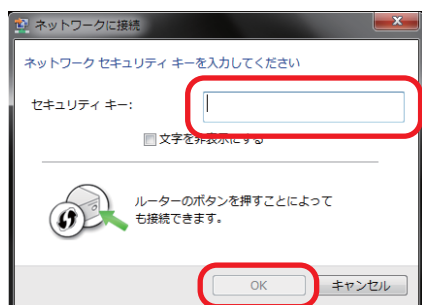 ネットワークに接続
ネットワーク セキュリティ キーを入力してください
セキュリティ キー:
文字を非表示にする
ルーターのボタンを押すことによって
も接続できます。
OK
キャンセル